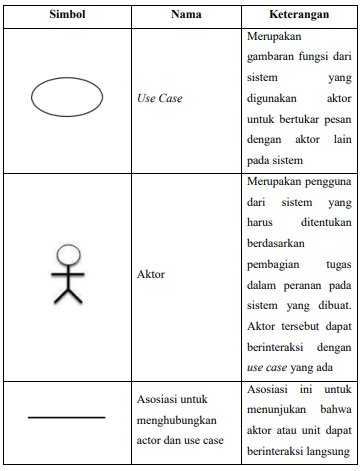 Simbol Nama Keterangan
Merupakan
gambaran fungsi dari
sistem yang
Use Case digunakan aktor
untuk bertukar pesan
dengan aktor lain
pada sistem
Merupakan pengguna
dari sistem yang
harus ditentukan
berdasarkan
Aktor pembagian tugas
dalam peranan pada
sistem yang dibuat.
Aktor tersebut dapat
berinteraksi dengan
use case yang ada
Asosiasi untuk
menghubungkan
actor dan use case
Asosiasi ini untuk
menunjukan bahwa
aktor atau unit dapat
berinteraksi langsung